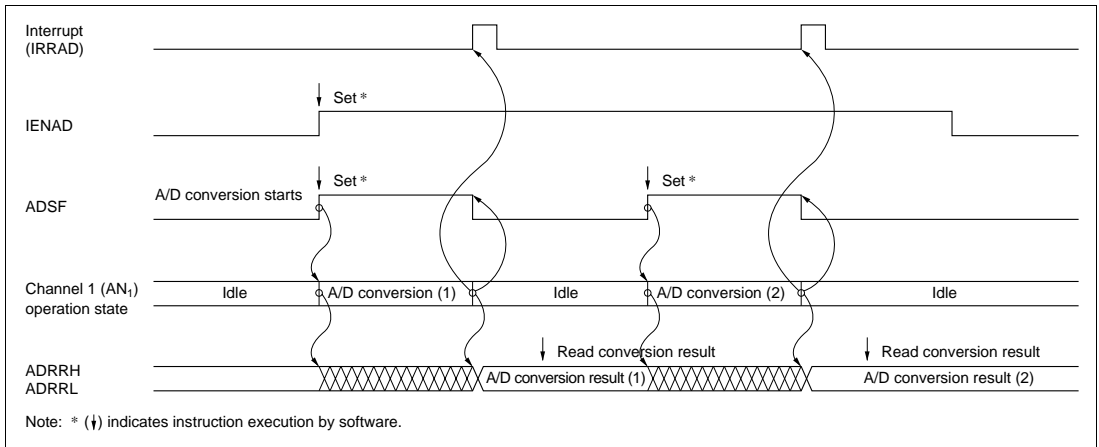 Interrupt
(IRRAD)
Set *
IENAD
A/D conversion starts
Set *
Set *
ADSF
Channel 1 (AN₁)
operation state
Idle
A/D conversion (1)
Idle
A/D conversion (2)
Idle
Read conversion result
Read conversion result
ADRRH
ADRRL
A/D conversion result (1)
A/D conversion result (2)
Note: * (↓) indicates instruction execution by software.